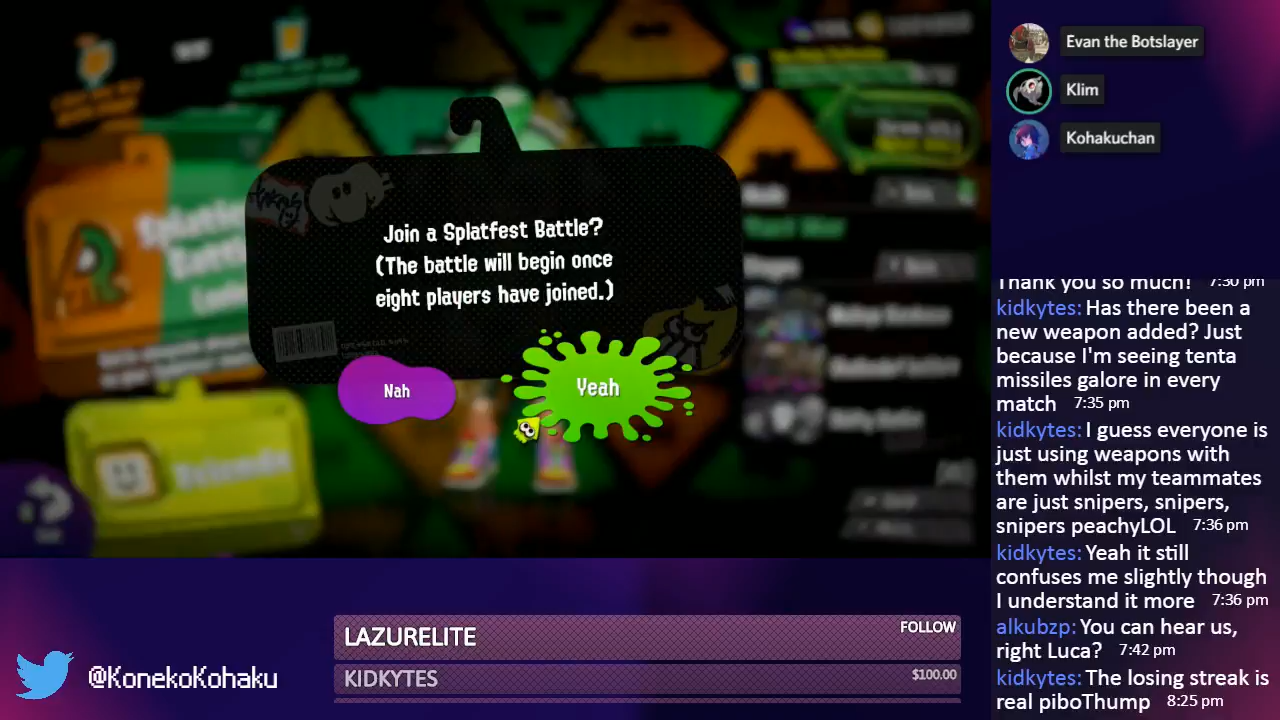 Join a Splatfest Battle?
(The battle will begin once
eight players have joined.)
Nah
Yeah
Friends
Evan the Botslayer
Klim
Kohakuchan
Thank you so much! 7:30 pm
kidkytes: Has there been a
new weapon added? Just
because I'm seeing tenta
missiles galore in every
match 7:35 pm
kidkytes: I guess everyone is
just using weapons with
them whilst my teammates
are just snipers, snipers,
snipers peachyLOL 7:36 pm
kidkytes: Yeah it still
confuses me slightly though
I understand it more 7:36 pm
alkubzp: You can hear us,
right Luca? 7:42 pm
kidkytes: The losing streak is
real piboThump 8:25 pm
@KonekoKohaku
LAZURELITE FOLLOW
KIDKYTES $100.00